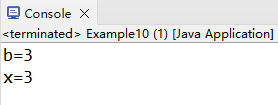 Console
<terminated> Example10 (1) [Java Application]
b=3
x=3